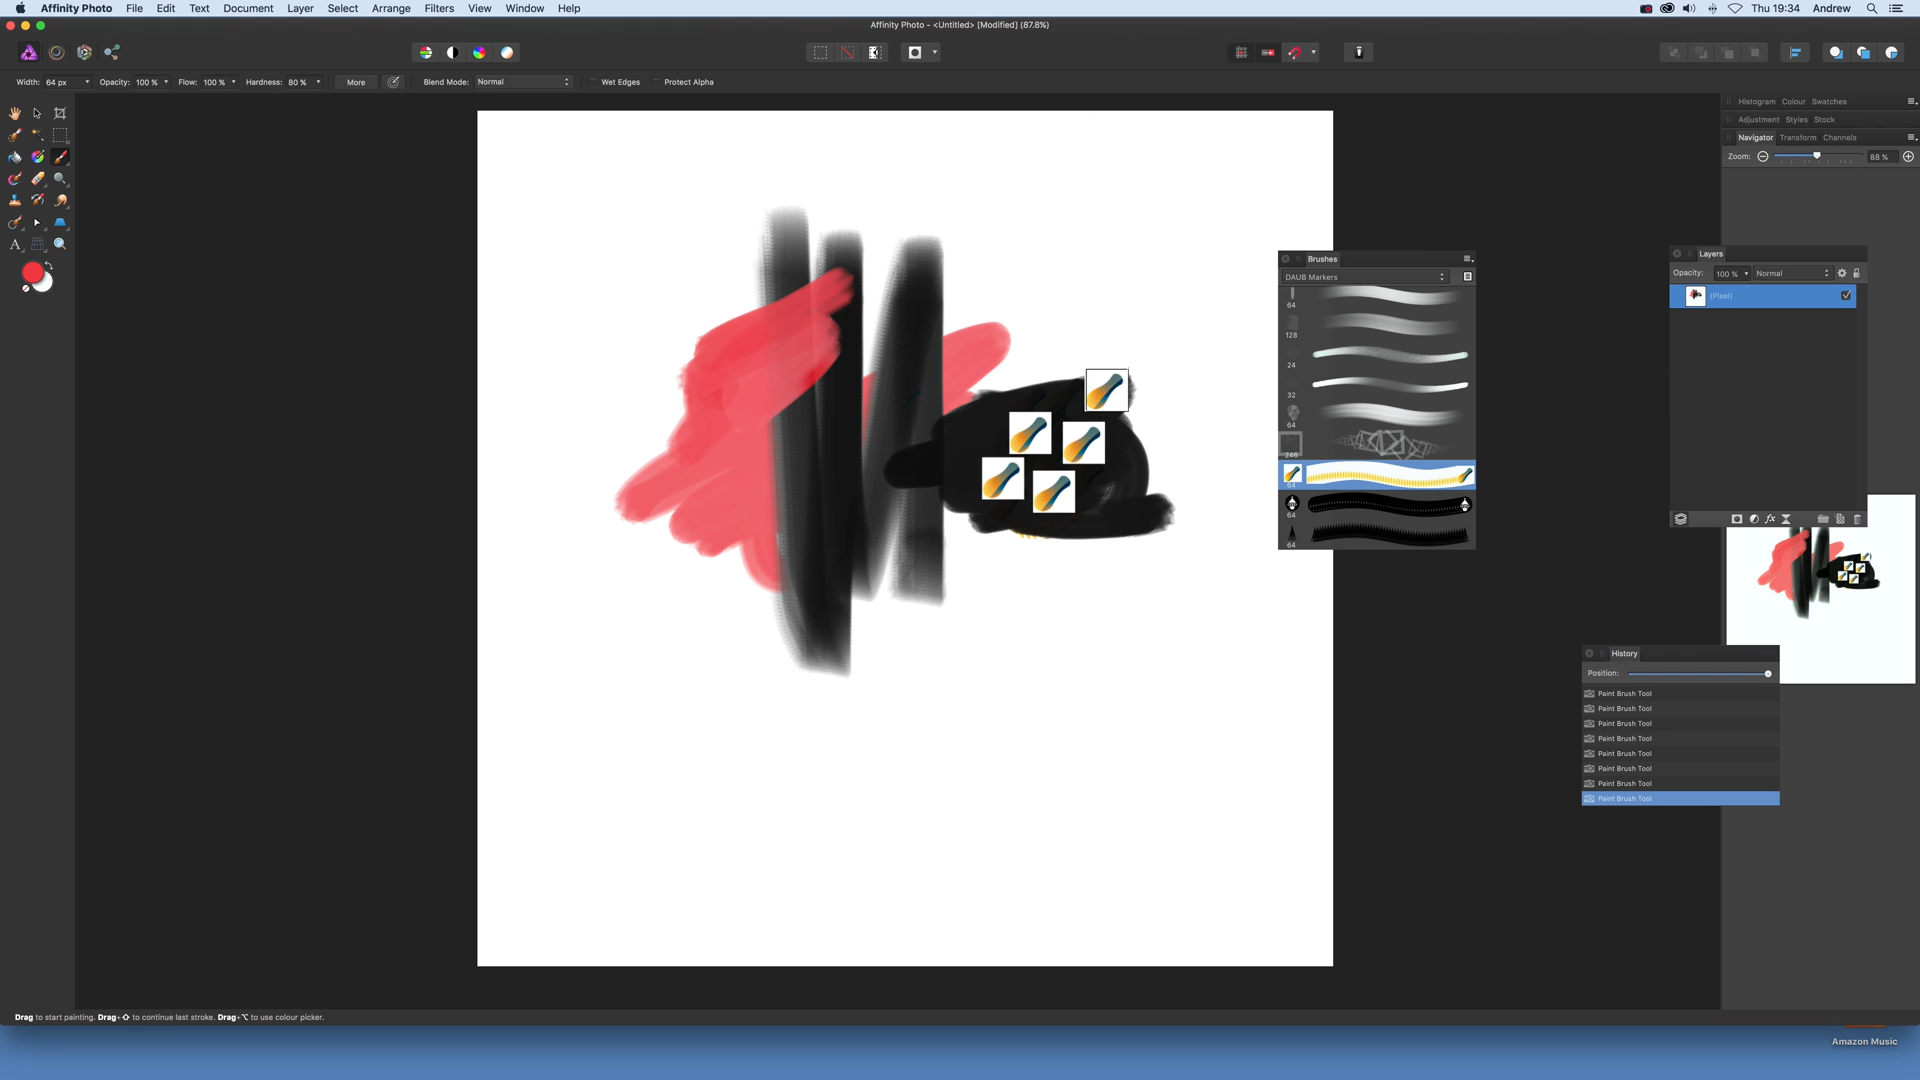 Affinity Photo File Edit Text Document Layer Select Arrange Filters View Window Help Thu 19:34 Andrew
Affinity Photo - <Untitled> [Modified] (87.8%)
Width: 64 px Opacity: 100 % Flow: 100 % Hardness: 80 % More Blend Mode: Normal Wet Edges Protect Alpha
Histogram Colour Swatches
Adjustment Styles Stock
Navigator Transform Channels
Zoom: 88 %
A
Brushes
DAUB Markers
64
128
24
32
64
246
64
64
64
Layers
Opacity: 100 % Normal
(Pixel)
fx
History
Position:
Paint Brush Tool
Paint Brush Tool
Paint Brush Tool
Paint Brush Tool
Paint Brush Tool
Paint Brush Tool
Paint Brush Tool
Paint Brush Tool
Drag to start painting. Drag+⇧ to continue last stroke. Drag+⌥ to use colour picker.
Amazon Music